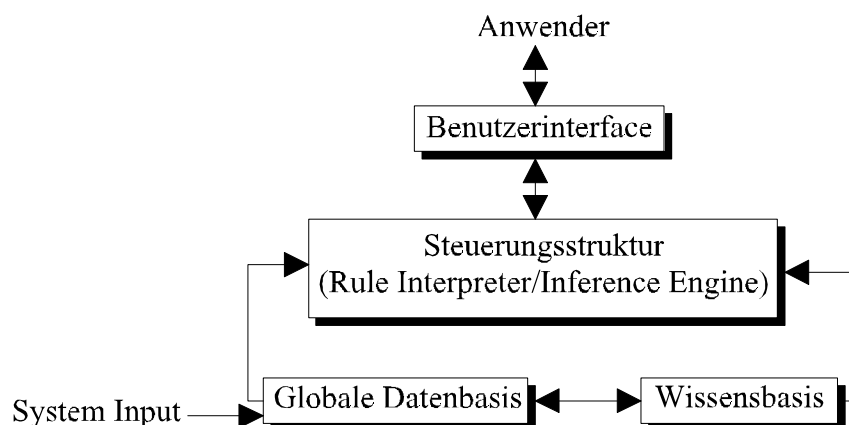 Anwender
Benutzerinterface
Steuerungsstruktur
(Rule Interpreter/Inference Engine)
Globale Datenbasis
Wissensbasis
System Input